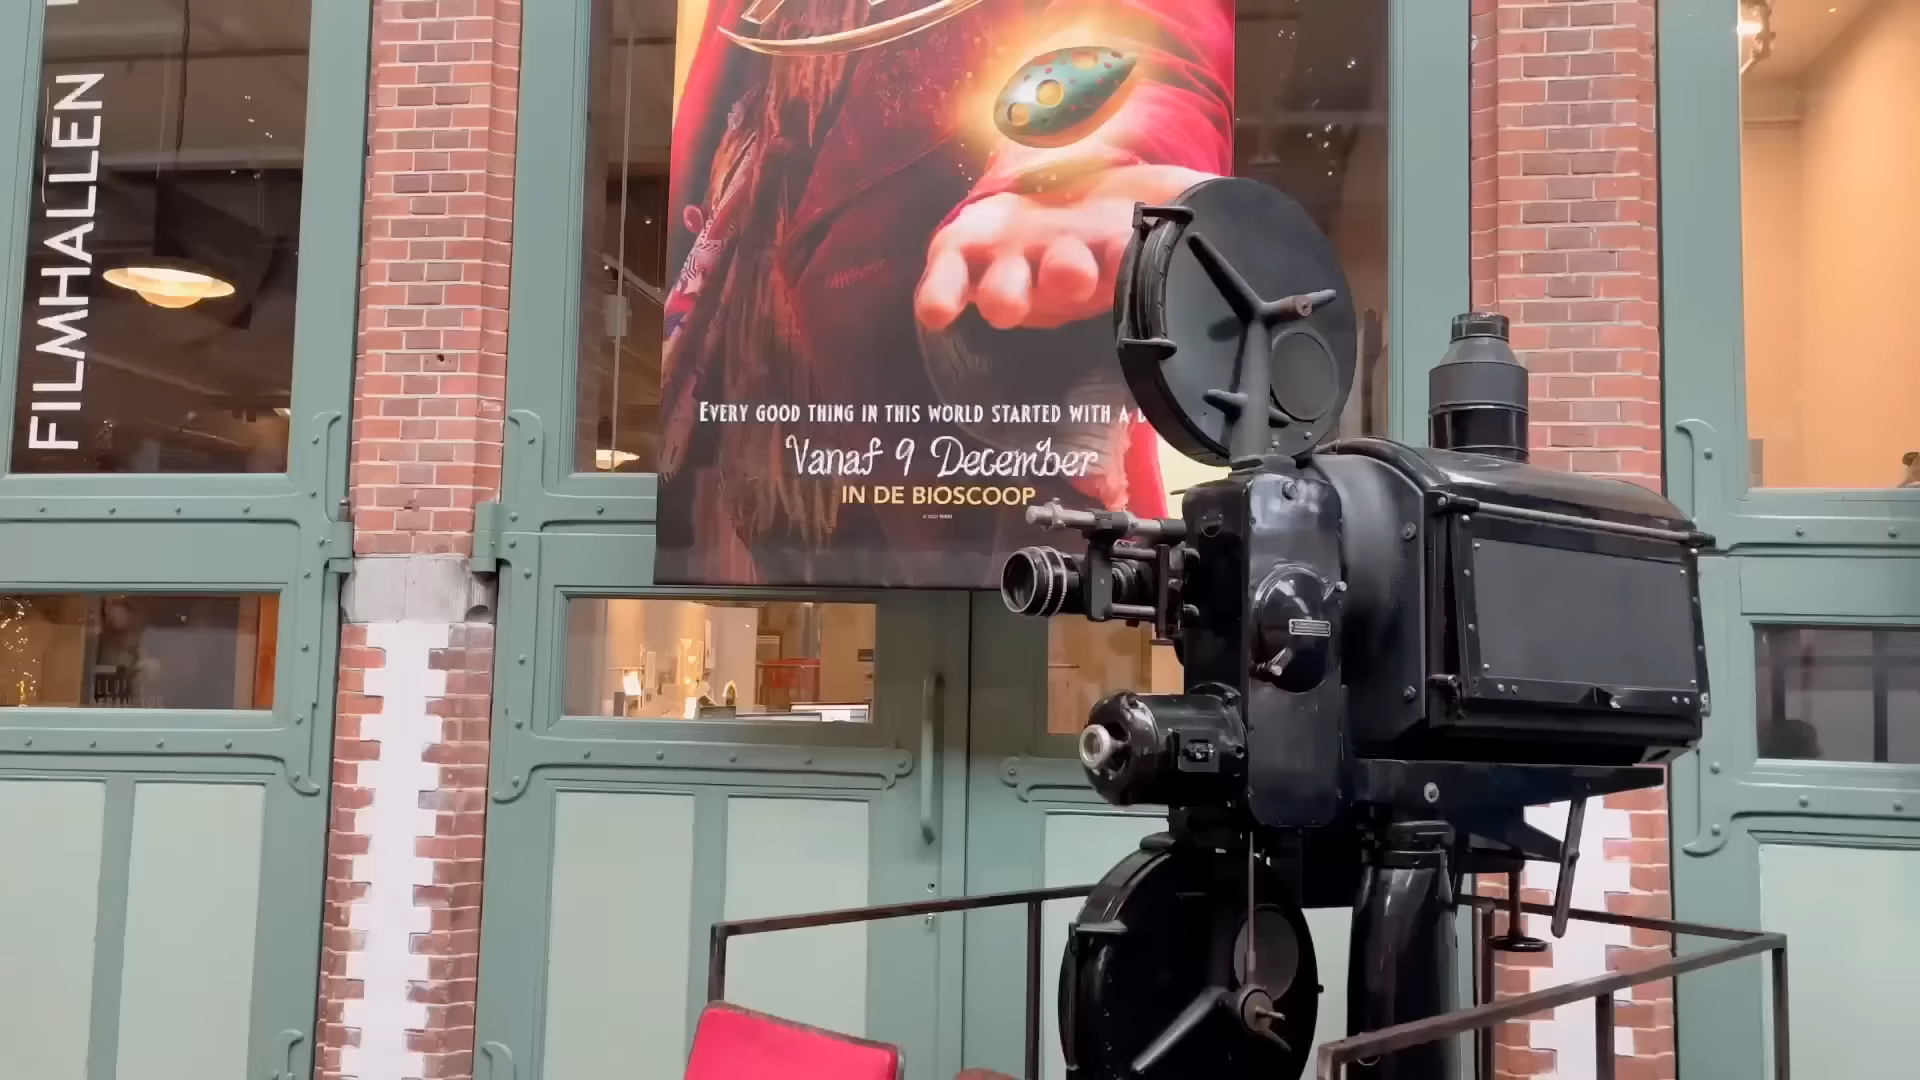 FILMHALLEN
EVERY GOOD THING IN THIS WORLD STARTED WITH A
Vanaf 9 December
IN DE BIOSCOOP